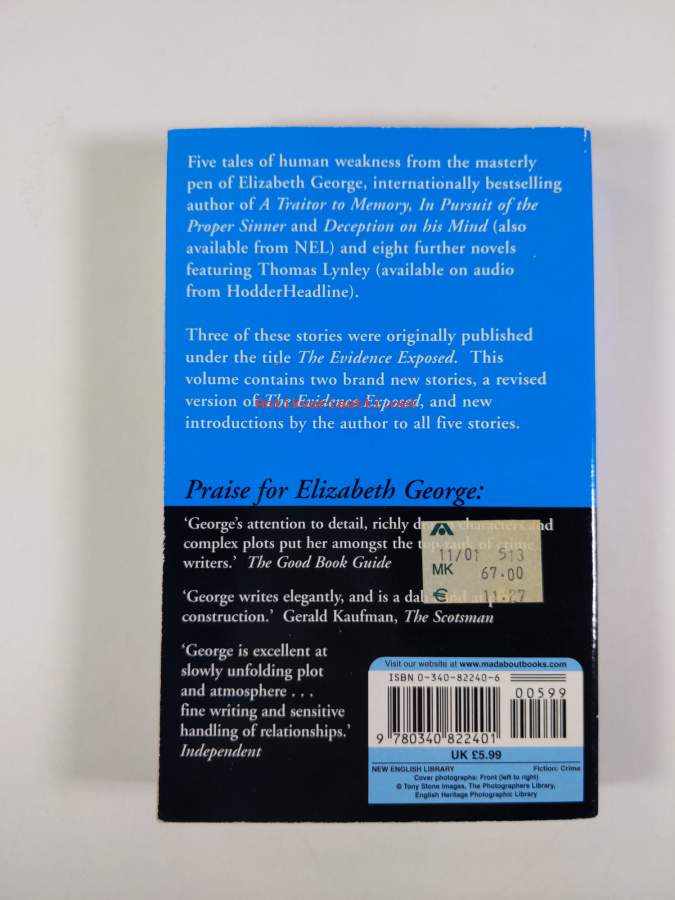 Five tales of human weakness from the masterly
pen of Elizabeth George, internationally bestselling
author of A Traitor to Memory, In Pursuit of the
Proper Sinner and Deception on his Mind (also
available from NEL) and eight further novels
featuring Thomas Lynley (available on audio
from HodderHeadline).
Three of these stories were originally published
under the title The Evidence Exposed. This
volume contains two brand new stories, a revised
version of The Evidence Exposed, and new
introductions by the author to all five stories.
Praise for Elizabeth George:
'George's attention to detail, richly characters and
complex plots put her amongst the top rank of crime
writers.' The Good Book Guide
11/01 513
MK 67.00
€ 11.27
'George writes elegantly, and is a dab
construction.' Gerald Kaufman, The Scotsman
'George is excellent at
slowly unfolding plot
and atmosphere . . .
fine writing and sensitive
handling of relationships.'
Independent
Visit our website at www.madaboutbooks.com
ISBN 0-340-82240-6
00599
9 780340 822401
UK £5.99
NEW ENGLISH LIBRARY Fiction: Crime
Cover photographs: Front (left to right)
© Tony Stone Images, The Photographers Library,
English Heritage Photographic Library